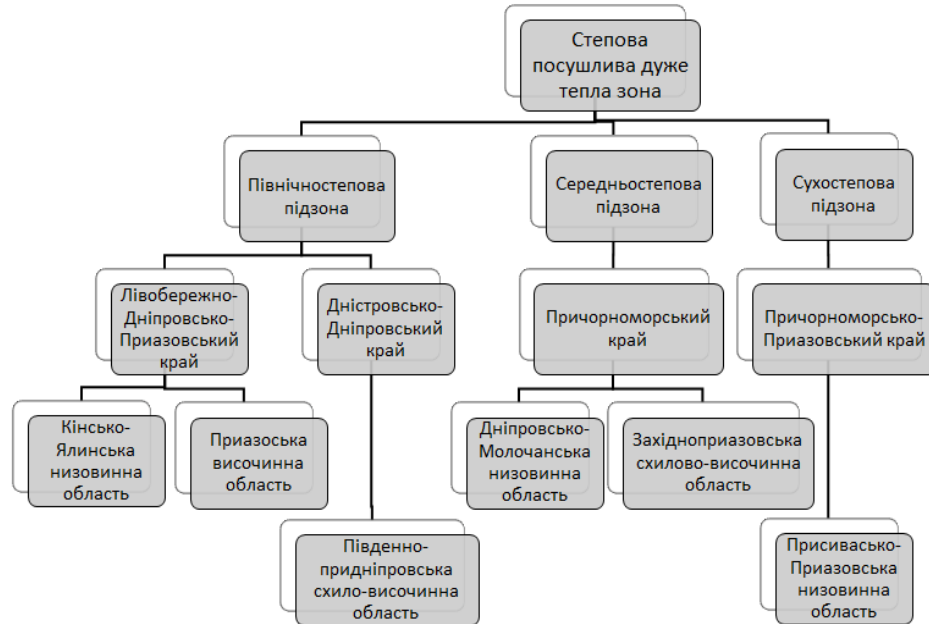 Степова
посушлива дуже
тепла зона
Північностепова
підзона
Середньостепова
підзона
Сухостепова
підзона
Лівобережно-
Дніпровсько-
Приазовський
край
Дністровсько-
Дніпровський
край
Причорноморський
край
Причорноморсько-
Приазовський край
Кінсько-
Ялинська
низовинна
область
Приазоська
височинна
область
Дніпровсько-
Молочанська
низовинна
область
Західноприазовська
схилово-височинна
область
Південно-
придніпровська
схило-височинна
область
Присивасько-
Приазовська
низовинна
область